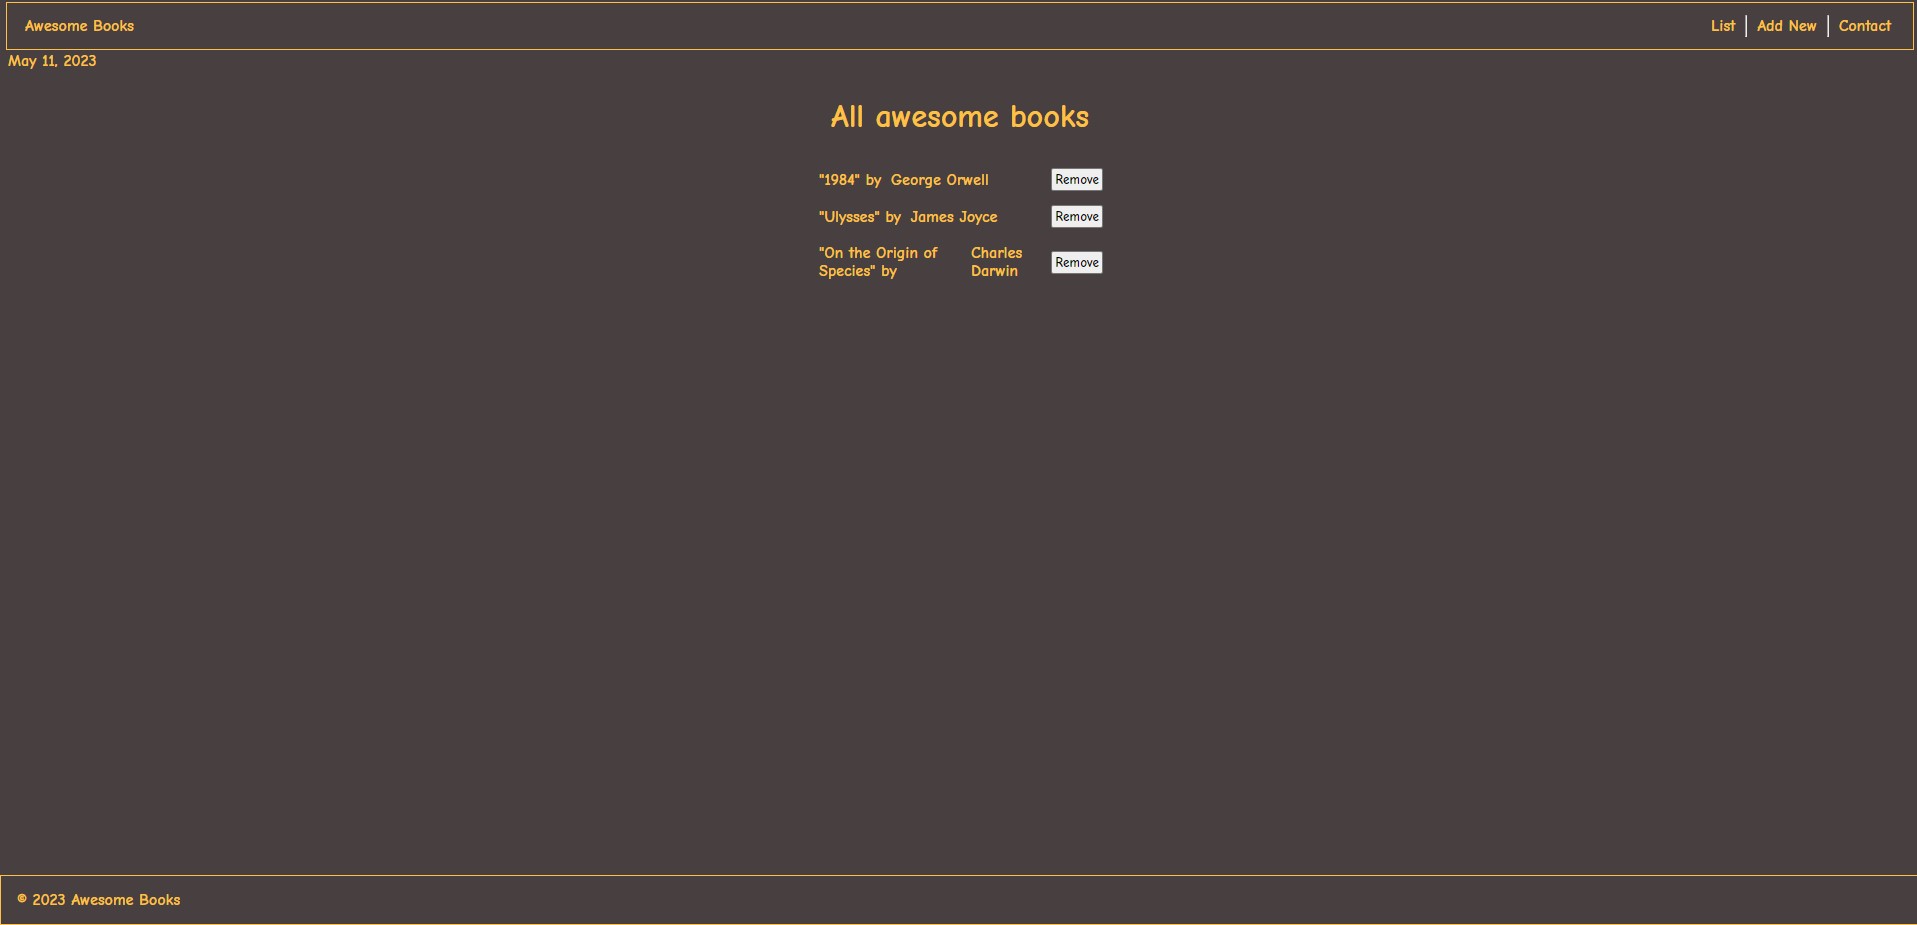 Awesome Books
List
Add New
Contact
May 11, 2023
All awesome books
"1984" by George Orwell
Remove
"Ulysses" by James Joyce
Remove
"On the Origin of
Species" by
Charles
Darwin
Remove
© 2023 Awesome Books